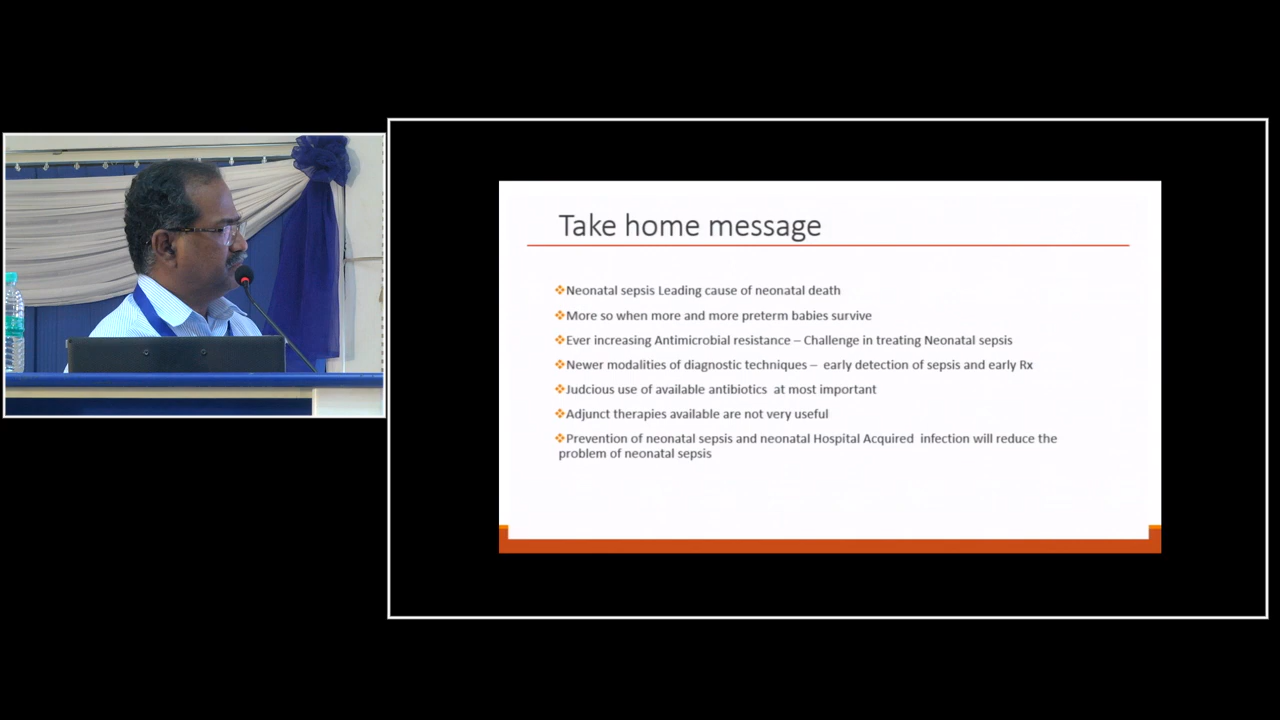 Take home message
❖Neonatal sepsis Leading cause of neonatal death
❖More so when more and more preterm babies survive
❖Ever increasing Antimicrobial resistance – Challenge in treating Neonatal sepsis
❖Newer modalities of diagnostic techniques –  early detection of sepsis and early Rx
❖Judcious use of available antibiotics  at most important
❖Adjunct therapies available are not very useful
❖Prevention of neonatal sepsis and neonatal Hospital Acquired  infection will reduce the
problem of neonatal sepsis